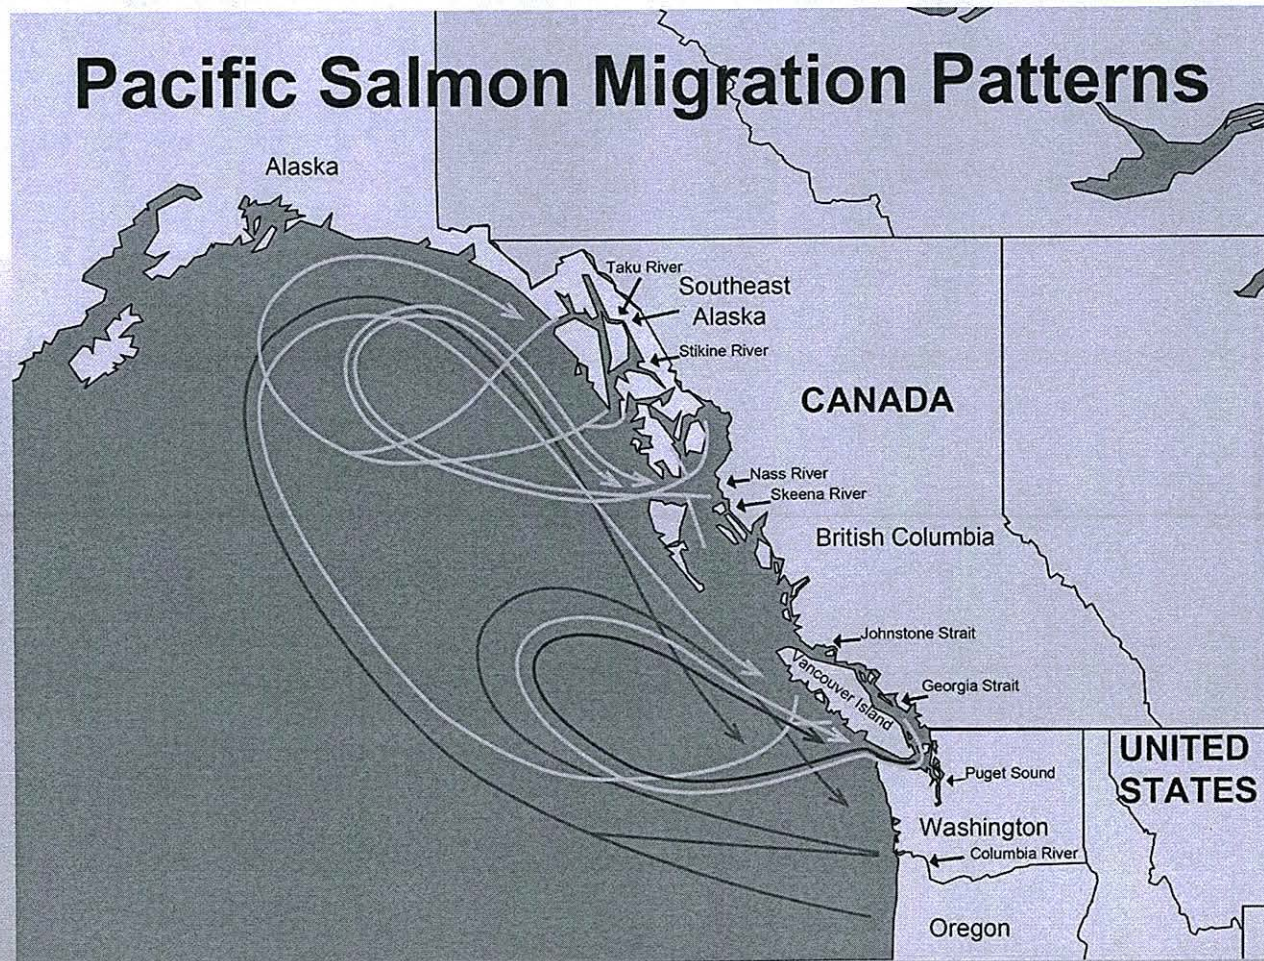 Pacific Salmon Migration Patterns
Alaska
Taku River
Southeast
Alaska
Stikine River
CANADA
Nass River
Skeena River
British Columbia
Johnstone Strait
Vancouver Island
Georgia Strait
UNITED
STATES
Puget Sound
Washington
Columbia River
Oregon